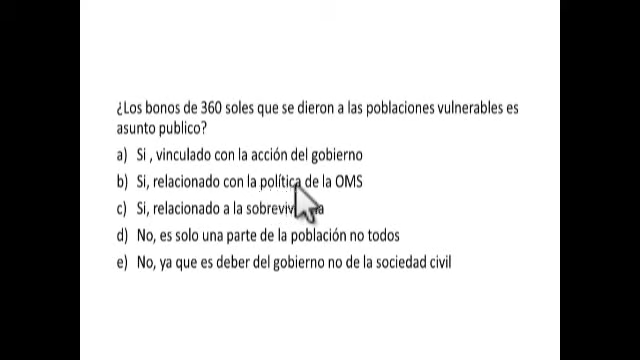 ¿Los bonos de 360 soles que se dieron a las poblaciones vulnerables es
asunto publico?
a) Si , vinculado con la acción del gobierno
b) Si, relacionado con la política de la OMS
c) Si, relacionado a la
d) No, es solo una parte de la población no todos
e) No, ya que es deber del gobierno no de la sociedad civil